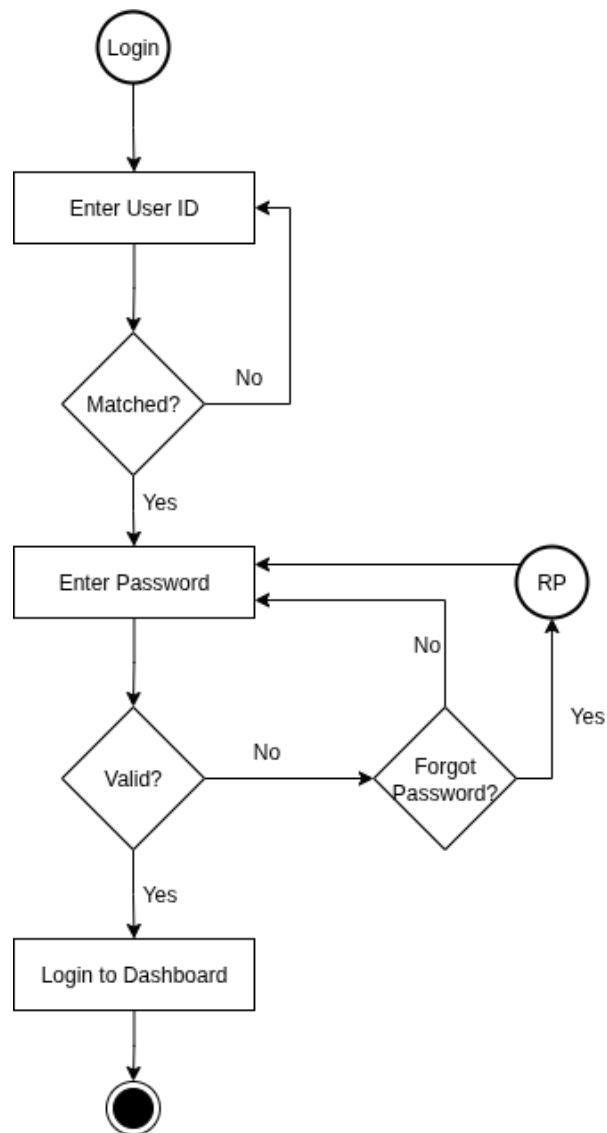 Login
Enter User ID
No
Matched?
Yes
Enter Password
RP
No
Yes
No
Valid?
Forgot
Password?
Yes
Login to Dashboard